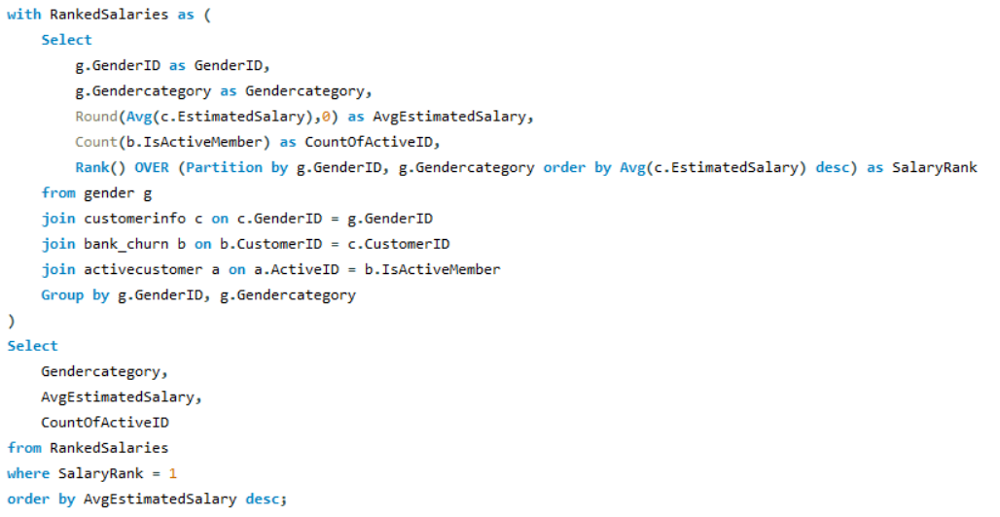 with RankedSalaries as (
    Select
        g.GenderID as GenderID,
        g.Gendercategory as Gendercategory,
        Round(Avg(c.EstimatedSalary),0) as AvgEstimatedSalary,
        Count(b.IsActiveMember) as CountOfActiveID,
        Rank() OVER (Partition by g.GenderID, g.Gendercategory order by Avg(c.EstimatedSalary) desc) as SalaryRank
    from gender g
    join customerinfo c on c.GenderID = g.GenderID
    join bank_churn b on b.CustomerID = c.CustomerID
    join activecustomer a on a.ActiveID = b.IsActiveMember
    Group by g.GenderID, g.Gendercategory
)
Select
    Gendercategory,
    AvgEstimatedSalary,
    CountOfActiveID
from RankedSalaries
where SalaryRank = 1
order by AvgEstimatedSalary desc;